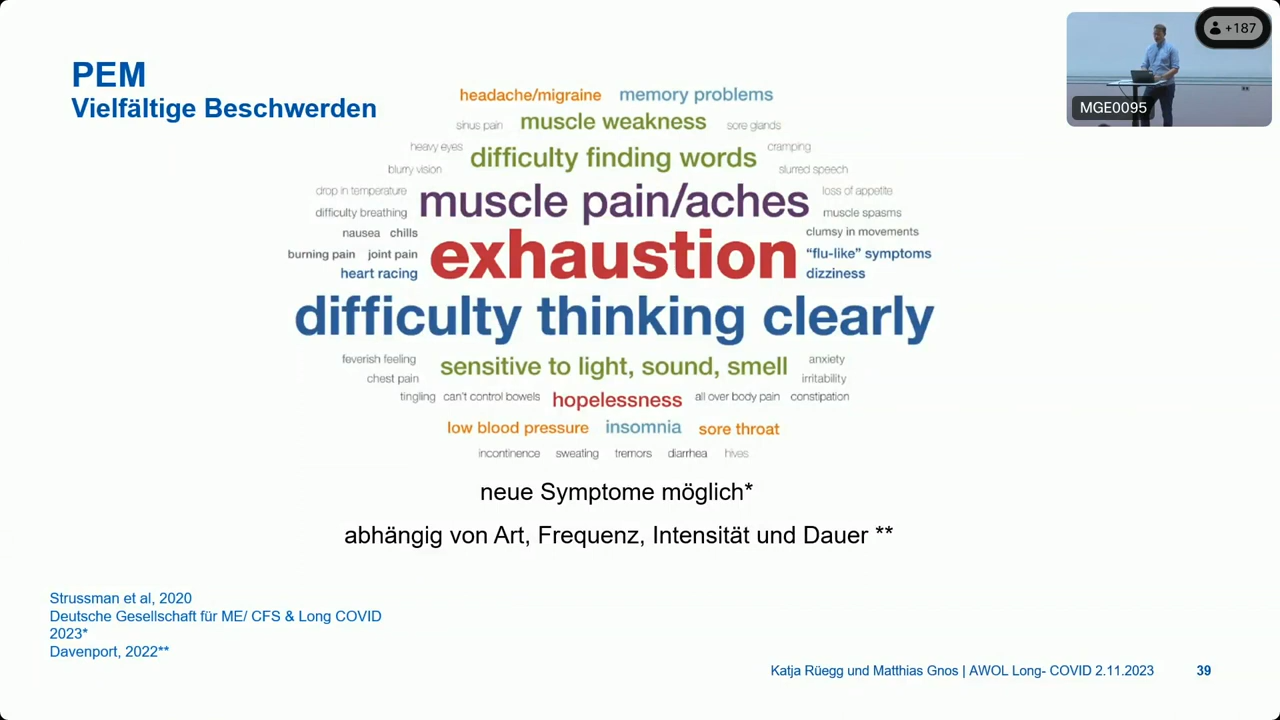 PEM
Vielfältige Beschwerden
+187
MGE0095
headache/migraine memory problems
sinus pain muscle weakness sore glands
heavy eyes difficulty finding words cramping
blurry vision slurred speech
drop in temperature muscle pain/aches loss of appetite
difficulty breathing muscle spasms
nausea chills clumsy in movements
burning pain joint pain exhaustion "flu-like" symptoms
heart racing dizziness
difficulty thinking clearly
feverish feeling sensitive to light, sound, smell anxiety
chest pain irritability
tingling can't control bowels hopelessness all over body pain constipation
low blood pressure insomnia sore throat
incontinence sweating tremors diarrhea hives
neue Symptome möglich*
abhängig von Art, Frequenz, Intensität und Dauer **
Strussman et al, 2020
Deutsche Gesellschaft für ME/ CFS & Long COVID
2023*
Davenport, 2022**
Katja Rüegg und Matthias Gnos | AWOL Long- COVID 2.11.2023 39